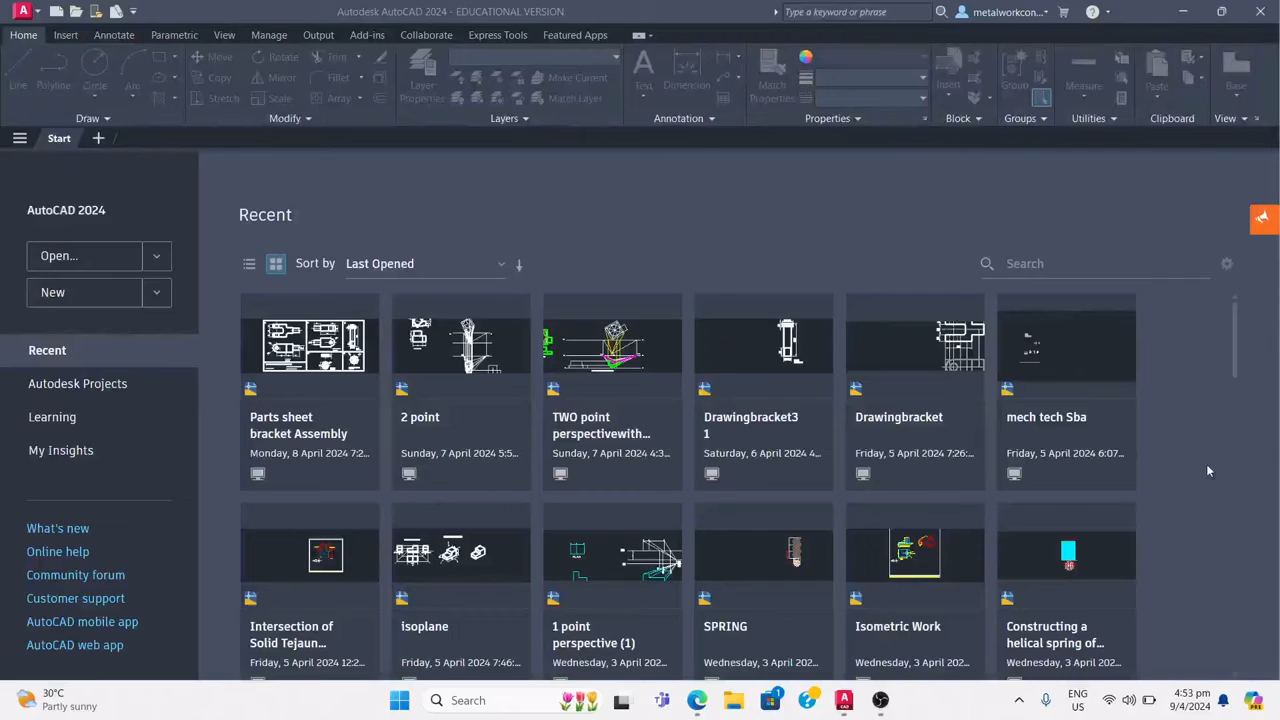 Autodesk AutoCAD 2024 - EDUCATIONAL VERSION
Type a keyword or phrase
metalworkcon...
Home Insert Annotate Parametric View Manage Output Add-ins Collaborate Express Tools Featured Apps
Line Polyline Circle Arc
Move Rotate Trim
Copy Mirror Fillet
Stretch Scale Array
Layer Properties
Make Current
Match Layer
Text Dimension
Match Properties
Insert
Group
Measure
Paste
Base
Draw Modify Layers Annotation Properties Block Groups Utilities Clipboard View
Start
AutoCAD 2024
Open...
New
Recent
Autodesk Projects
Learning
My Insights
What's new
Online help
Community forum
Customer support
AutoCAD mobile app
AutoCAD web app
Recent
Sort by Last Opened
Search
Parts sheet
bracket Assembly
Monday, 8 April 2024 7:2...
2 point
Sunday, 7 April 2024 5:5...
TWO point
perspectivewith...
Sunday, 7 April 2024 4:3...
Drawingbracket3
1
Saturday, 6 April 2024 4...
Drawingbracket
Friday, 5 April 2024 7:26:...
mech tech Sba
Friday, 5 April 2024 6:07...
Intersection of
Solid Tejaun...
Friday, 5 April 2024 12:2...
isoplane
Friday, 5 April 2024 7:46:...
1 point
perspective (1)
Wednesday, 3 April 202...
SPRING
Wednesday, 3 April 202...
Isometric Work
Wednesday, 3 April 202...
Constructing a
helical spring of...
Wednesday, 3 April 202...
30°C
Partly sunny
Search
ENG
US
4:53 pm
9/4/2024